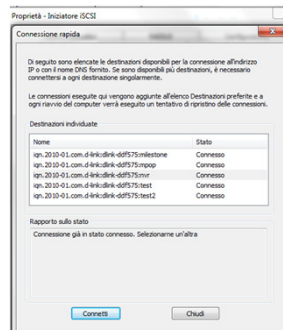 Proprietà - Iniziatore iSCSI
Connessione rapida
Di seguito sono elencate le destinazioni disponibili per la connessione all'indirizzo
IP o con il nome DNS fornito. Se sono disponibili più destinazioni, è necessario
connettersi a ogni destinazione singolarmente.
Le connessioni eseguite qui vengono aggiunte all'elenco Destinazioni preferite e a
ogni riavvio del computer verrà eseguito un tentativo di ripristino delle connessioni.
Destinazioni individuate
Nome Stato
iqn.2010-01.com.d-link:dlink-ddf575:milestone Connesso
iqn.2010-01.com.d-link:dlink-ddf575:mpop Connesso
iqn.2010-01.com.d-link:dlink-ddf575:nvr Connesso
iqn.2010-01.com.d-link:dlink-ddf575:test Connesso
iqn.2010-01.com.d-link:dlink-ddf575:test2 Connesso
Rapporto sullo stato
Connessione già in stato connesso. Selezionarne un'altra
Connetti Chiudi